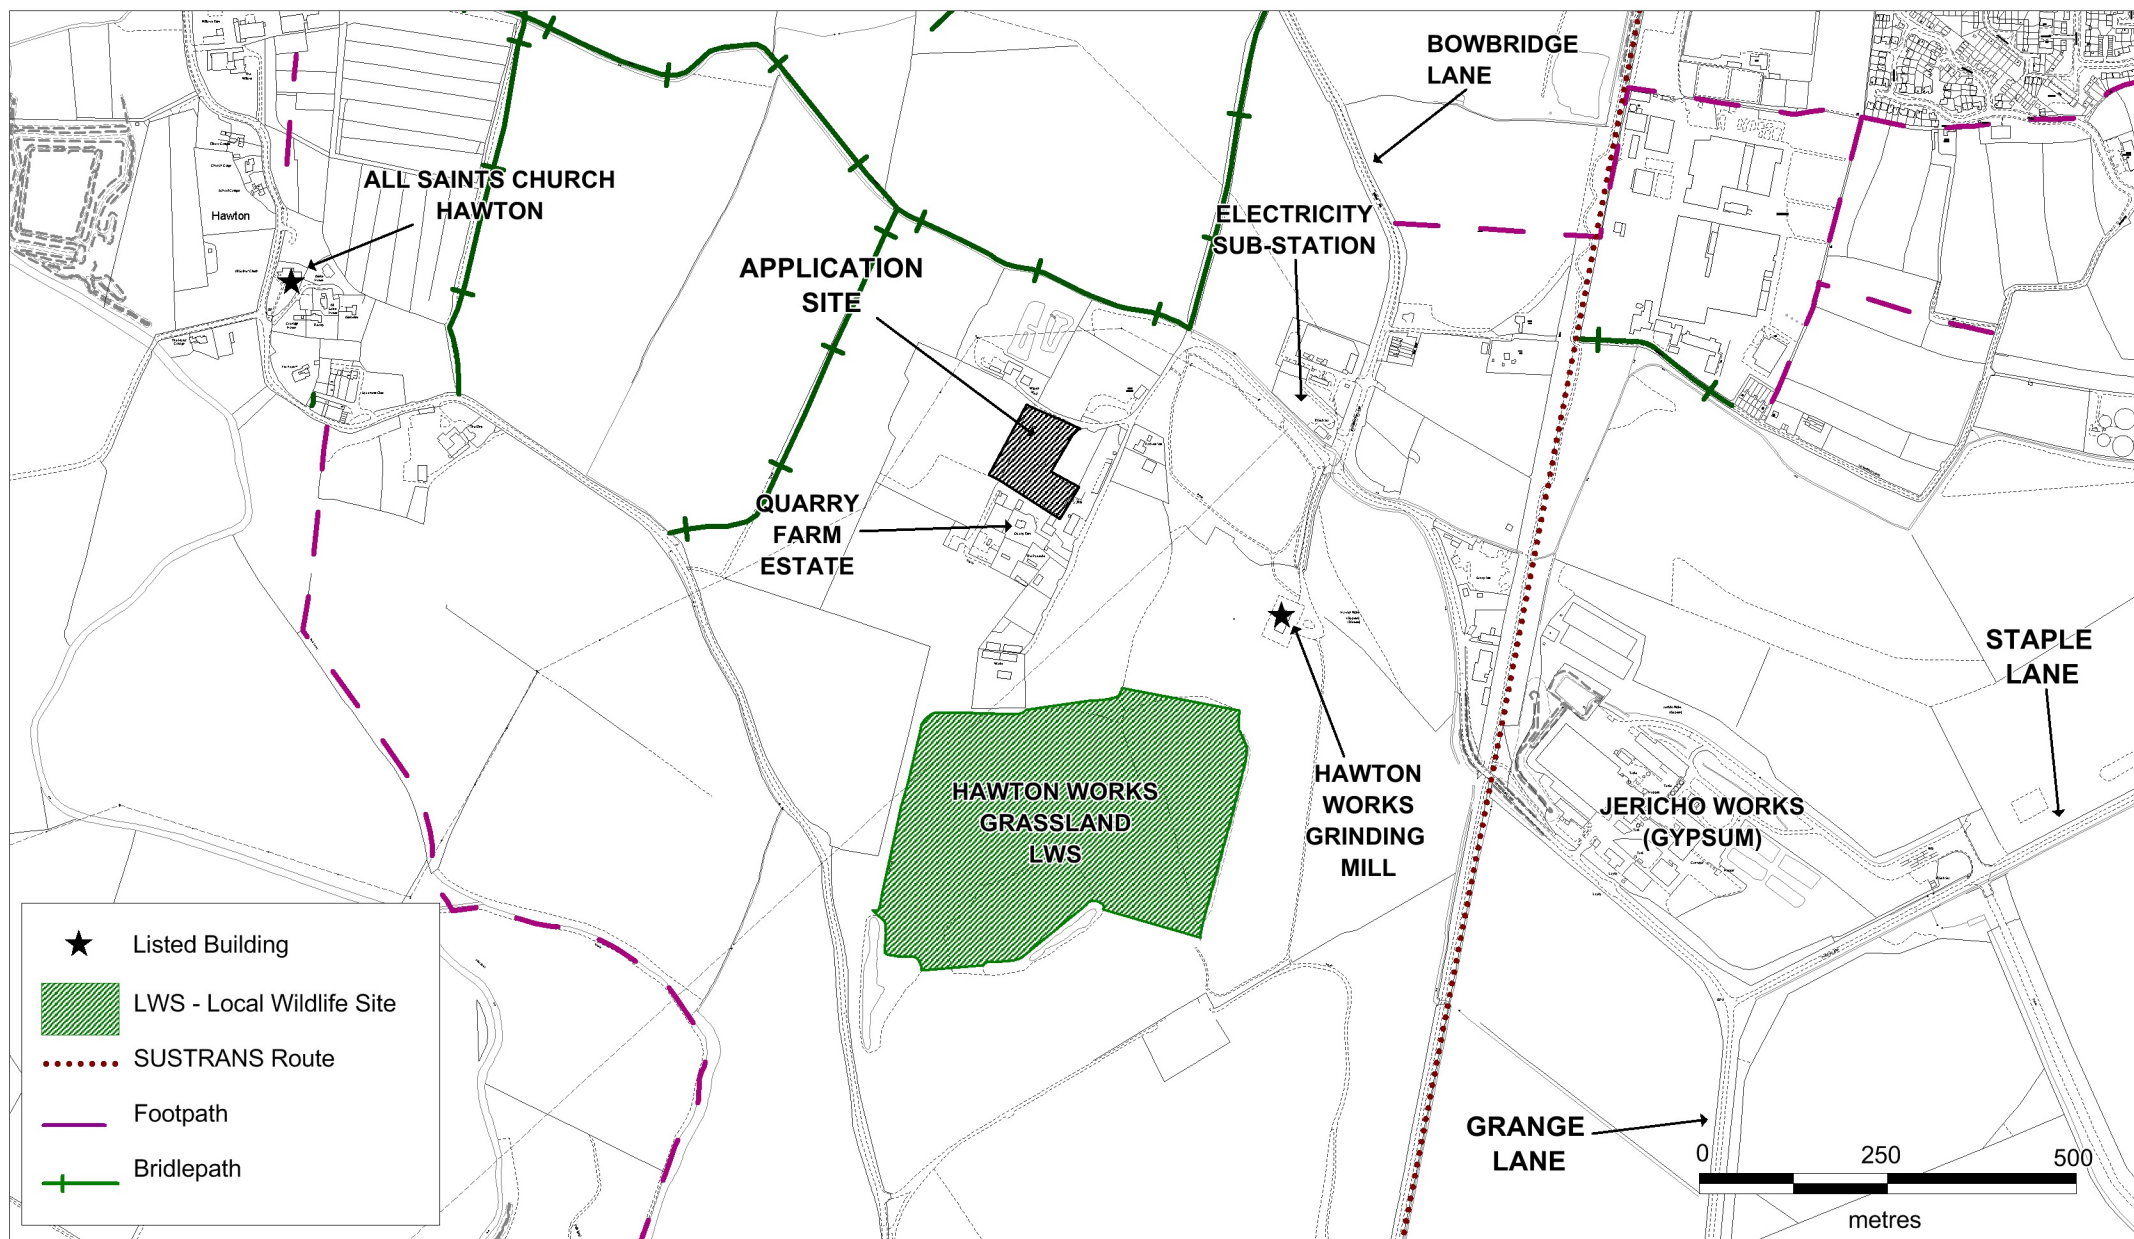 BOWBRIDGE
LANE
ALL SAINTS CHURCH
HAWTON
Hawton
ELECTRICITY
SUB-STATION
APPLICATION
SITE
QUARRY
FARM
ESTATE
STAPLE
LANE
HAWTON WORKS
GRASSLAND
LWS
HAWTON
WORKS
GRINDING
MILL
JERICHO WORKS
(GYPSUM)
GRANGE
LANE
Listed Building
LWS - Local Wildlife Site
SUSTRANS Route
Footpath
Bridlepath
0 250 500
metres